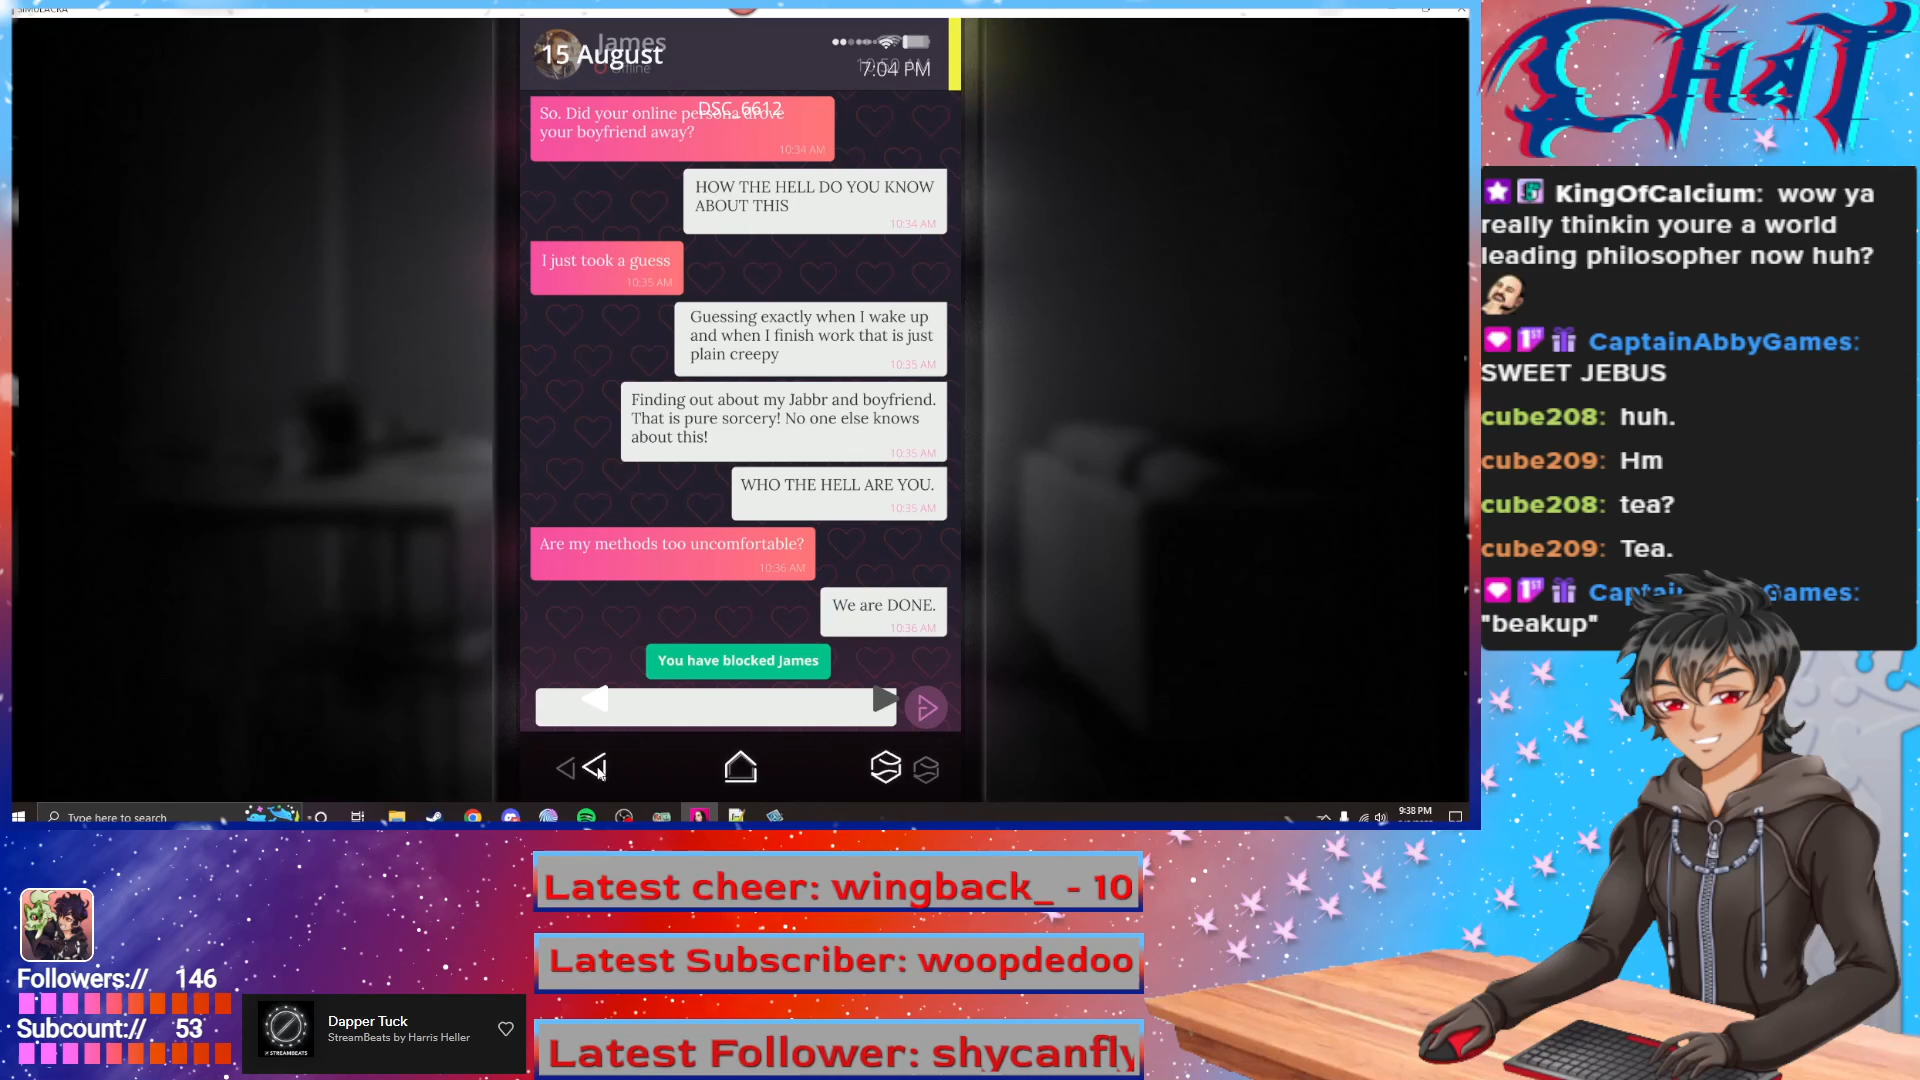 SIMULACRA
James
15 August
Offline
7:04 PM
DSC_6612
So. Did your online persona drove
your boyfriend away?
10:34 AM
HOW THE HELL DO YOU KNOW
ABOUT THIS
10:34 AM
I just took a guess
10:35 AM
Guessing exactly when I wake up
and when I finish work that is just
plain creepy
10:35 AM
Finding out about my Jabbr and boyfriend.
That is pure sorcery! No one else knows
about this!
10:35 AM
WHO THE HELL ARE YOU.
10:35 AM
Are my methods too uncomfortable?
10:36 AM
We are DONE.
10:36 AM
You have blocked James
Type here to search
9:38 PM
CHAT
KingOfCalcium: wow ya
really thinkin youre a world
leading philosopher now huh?
CaptainAbbyGames:
SWEET JEBUS
cube208: huh.
cube209: Hm
cube208: tea?
cube209: Tea.
Games:
"beakup"
Latest cheer: wingback_ - 10
Latest Subscriber: woopdedoo
Latest Follower: shycanfly
Followers:// 146
Subcount:// 53
Dapper Tuck
StreamBeats by Harris Heller
STREAMBEATS